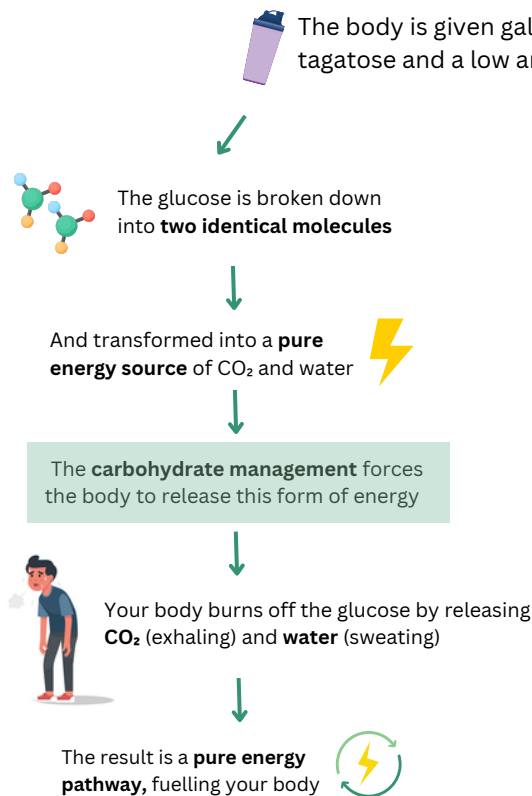 The body is given
tagatose and a low
The glucose is broken down
into two identical molecules
And transformed into a pure
energy source of CO₂ and water
The carbohydrate management forces
the body to release this form of energy
Your body burns off the glucose by releasing
CO₂ (exhaling) and water (sweating)
The result is a pure energy
pathway, fuelling your body